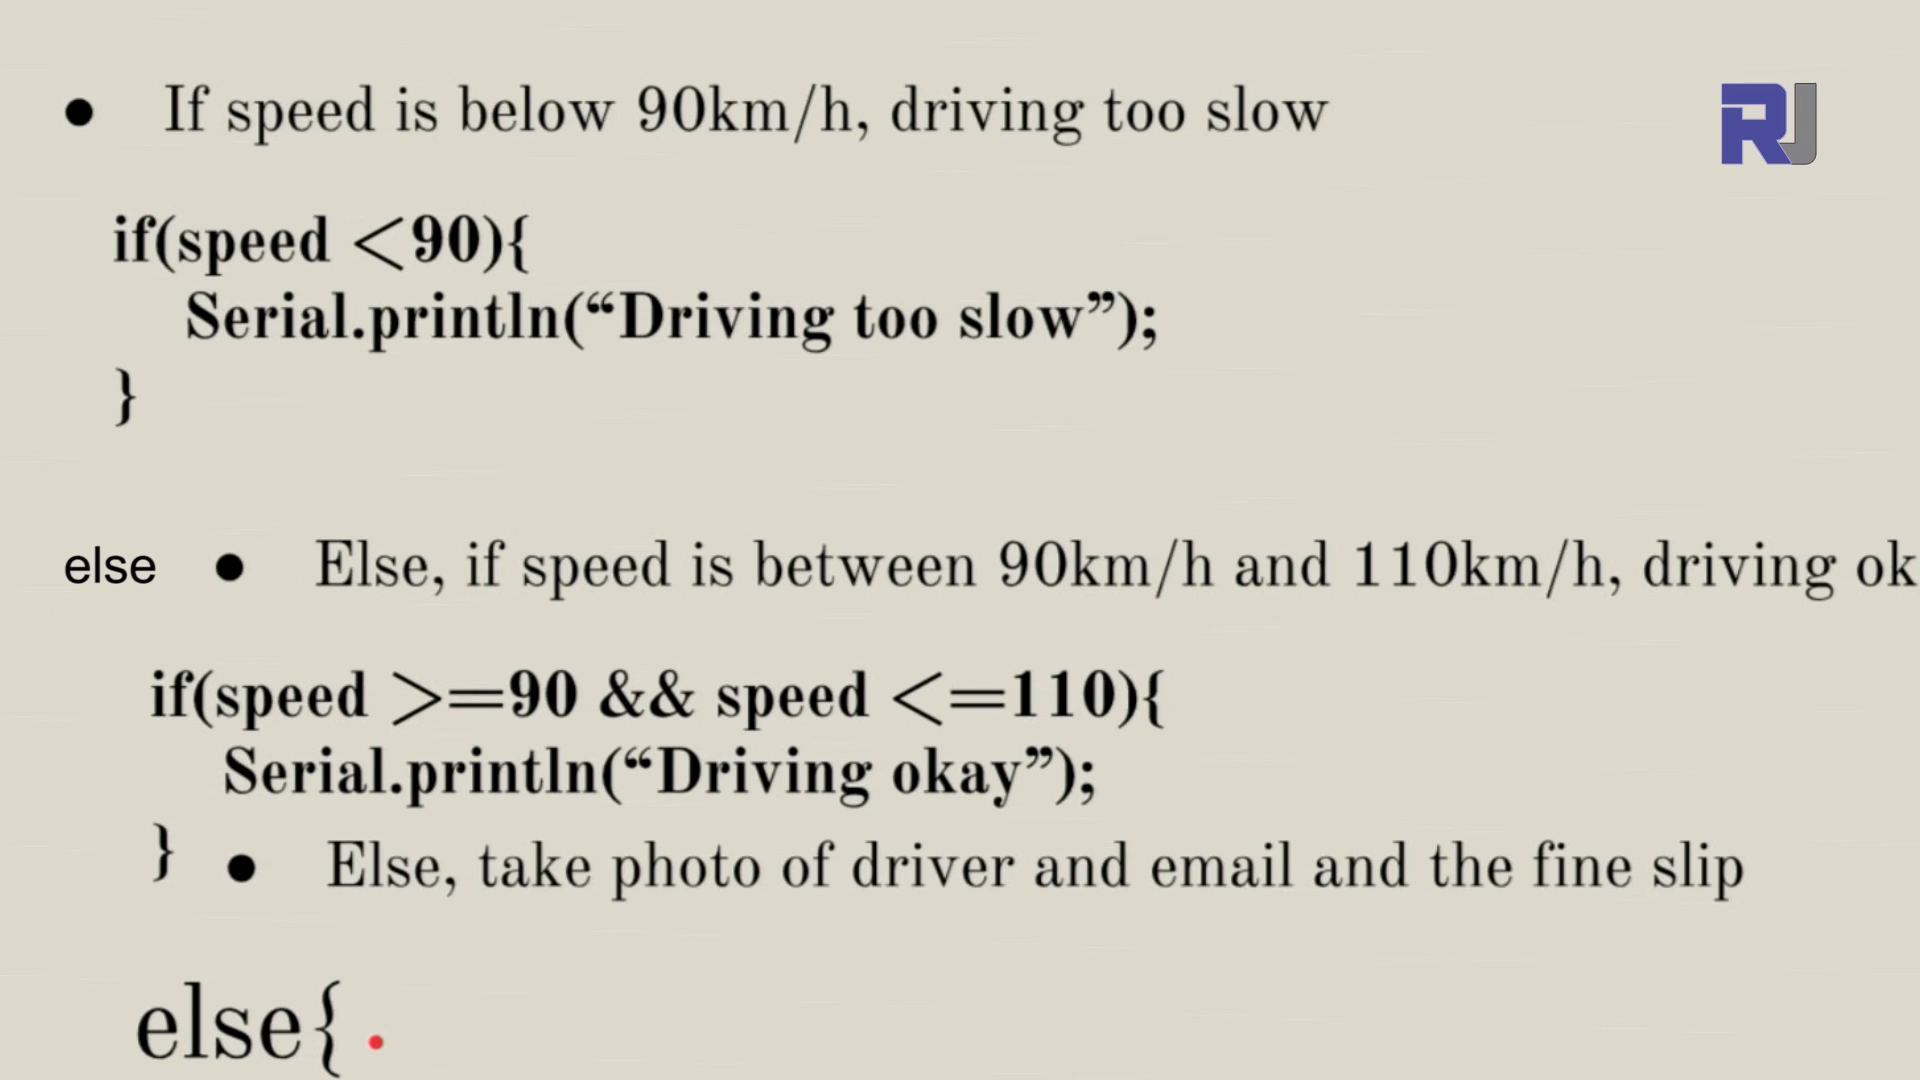 ● If speed is below 90km/h, driving too slow
RJ
if(speed <90){
Serial.println(“Driving too slow”);
}
else ● Else, if speed is between 90km/h and 110km/h, driving ok
if(speed >=90 && speed <=110){
Serial.println(“Driving okay”);
} ● Else, take photo of driver and email and the fine slip
else{